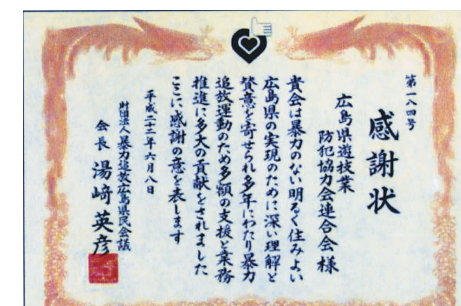 第一八四号
感謝状
広島県遊技業
防犯協力会連合会様
貴会は暴力のない明るく住みよい
広島県の実現のために深い理解と
賛意を寄せられ多年にわたり暴力
追放運動のため多額の支援と業務
推進に多大の貢献をされました
ここに感謝の意を表します
平成二十二年六月八日
財団法人暴力追放広島県民会議
会長 湯﨑英彦